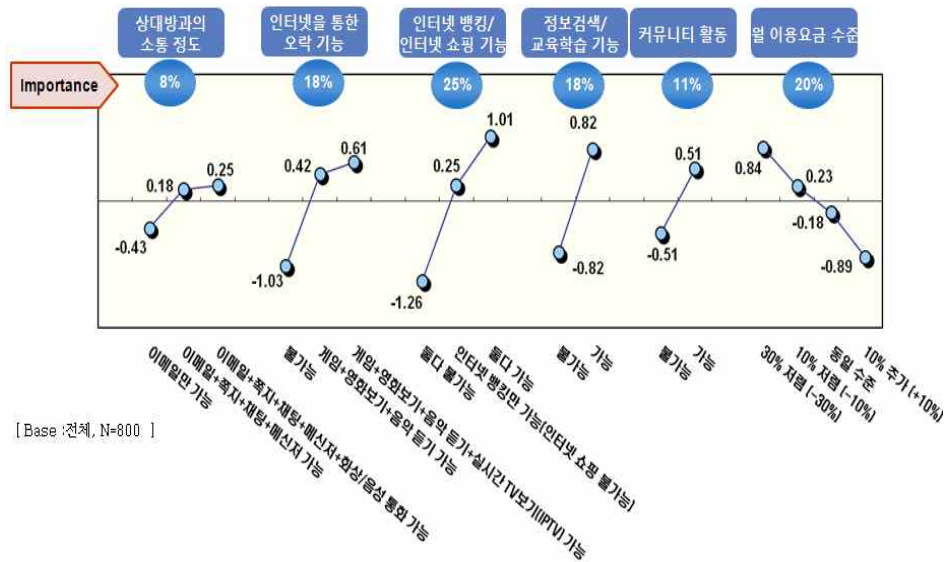 상대방과의
소통 정도
인터넷을 통한
오락 기능
인터넷 뱅킹/
인터넷 쇼핑 기능
정보검색/
교육학습 기능
커뮤니티 활동
월 이용요금 수준
Importance
8%
18%
25%
18%
11%
20%
-0.43
0.18
0.25
-1.03
0.42
0.61
-1.26
0.25
1.01
-0.82
0.82
-0.51
0.51
0.84
0.23
-0.18
-0.89
이메일만 가능
이메일+쪽지+채팅+메신저 가능
이메일+쪽지+채팅+메신저+화상/음성 통화 가능
불가능
게임+영화보기+음악 듣기 가능
게임+영화보기+음악 듣기+실시간 TV보기(IPTV) 가능
둘다 불가능
인터넷 뱅킹만 가능(인터넷 쇼핑 불가능)
둘다 가능
불가능
가능
불가능
가능
30% 저렴 (-30%)
10% 저렴 (-10%)
동일 수준
10% 추가 (+10%)
[ Base :전체, N=800 ]